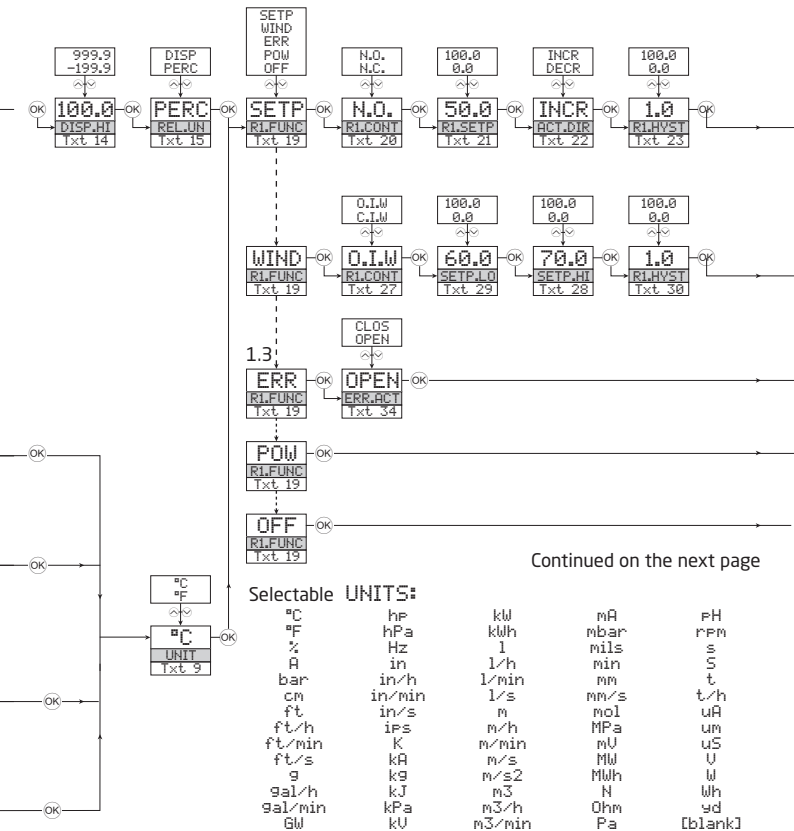 SETP
WIND
ERR
POW
OFF
999.9
-199.9
DISP
PERC
N.O.
N.C.
100.0
0.0
INCR
DECR
100.0
0.0
OK 100.0 OK PERC OK SETP OK N.O. OK 50.0 OK INCR OK 1.0 OK
DISP.HI REL.UN R1.FUNC R1.CONT R1.SETP ACT.DIR R1.HYST
Txt 14 Txt 15 Txt 19 Txt 20 Txt 21 Txt 22 Txt 23
O.I.W
C.I.W
100.0
0.0
100.0
0.0
100.0
0.0
WIND OK O.I.W OK 60.0 OK 70.0 OK 1.0 OK
R1.FUNC R1.CONT SETP.LO SETP.HI R1.HYST
Txt 19 Txt 27 Txt 29 Txt 28 Txt 30
CLOS
OPEN
1.3
ERR OK OPEN OK
R1.FUNC ERR.ACT
Txt 19 Txt 34
OK
POW OK
R1.FUNC
Txt 19
OFF OK
R1.FUNC
Txt 19
OK
Continued on the next page
°C
°F
°C OK
UNIT
Txt 9
OK
OK
Selectable UNITS:
°C hp kW mA pH
°F hPa kWh mbar rpm
% Hz l mils s
A in l/h min S
bar in/h l/min mm t
cm in/min l/s mm/s t/h
ft in/s m mol uA
ft/h ips m/h MPa um
ft/min K m/min mV uS
ft/s kA m/s MW V
g kg m/s2 MWh W
gal/h kJ m3 N Wh
gal/min kPa m3/h Ohm yd
GW kV m3/min Pa [blank]